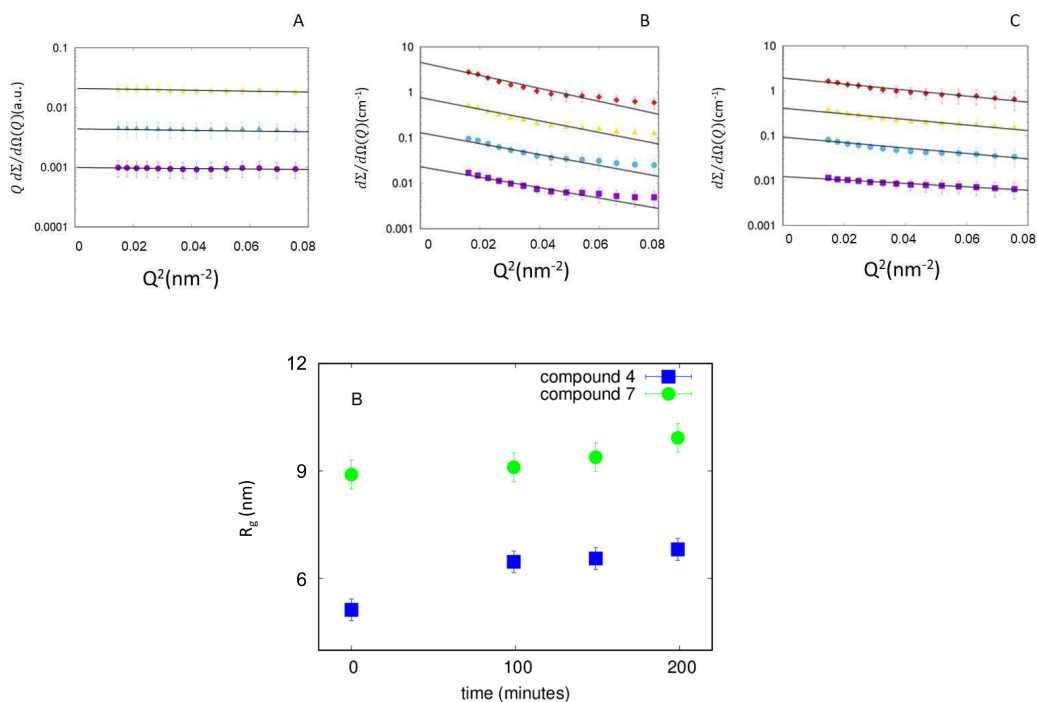 A
B
C
0.1
0.01
0.001
0.0001
Q dΣ/dΩ(Q)(a.u.)
0
0.02
0.04
0.06
0.08
Q²(nm⁻²)
10
1
0.1
0.01
0.001
dΣ/dΩ(Q)(cm⁻¹)
0
0.02
0.04
0.06
0.08
Q²(nm⁻²)
10
1
0.1
0.01
0.001
dΣ/dΩ(Q)(cm⁻¹)
0
0.02
0.04
0.06
0.08
Q²(nm⁻²)
12
9
6
Rg (nm)
B
compound 4
compound 7
0
100
200
time (minutes)